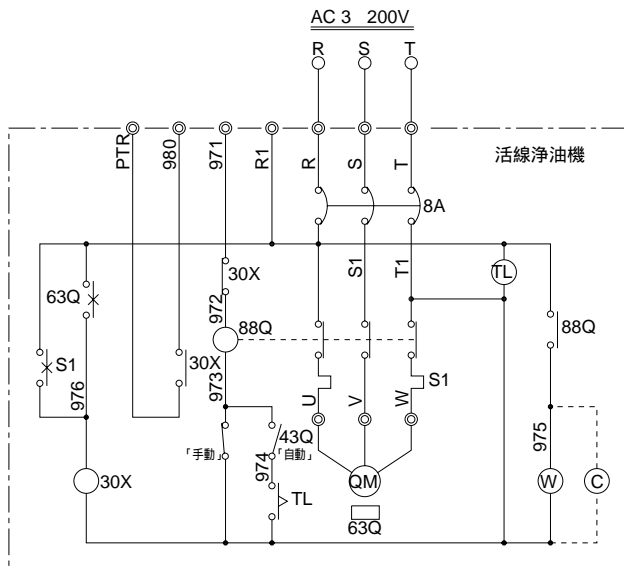 AC 3 200V
R S T
PTR 980 971 R1 R S T
活線浄油機
8A
63Q
30X
972
S1 T1
TL
88Q
88Q
S1
976
30X
973
S1
U V W
43Q
「手動」
974
「自動」
975
30X
TL
QM
63Q
W
C